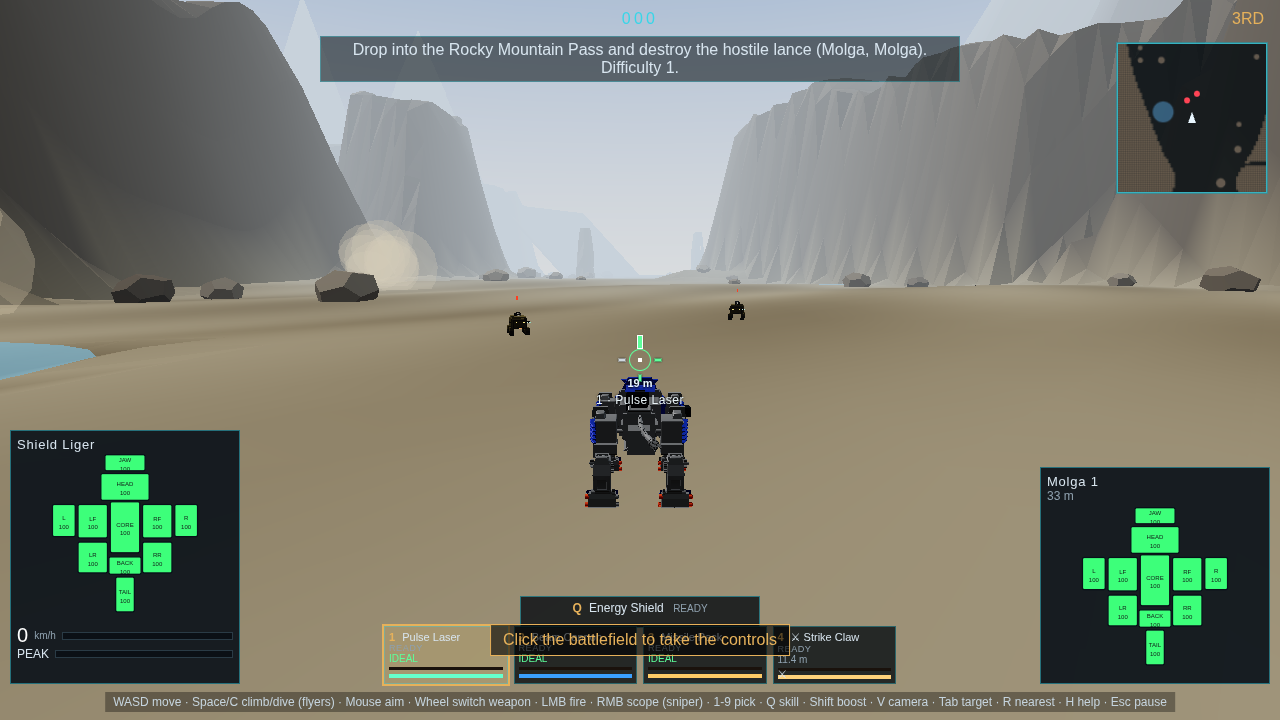 000
3RD
Drop into the Rocky Mountain Pass and destroy the hostile lance (Molga, Molga).
Difficulty 1.
19 m
1 · Pulse Laser
Shield Liger
JAW
100
HEAD
100
L
100
LF
100
CORE
100
RF
100
R
100
LR
100
BACK
100
RR
100
TAIL
100
0 km/h
PEAK
Molga 1
33 m
JAW
100
HEAD
100
L
100
LF
100
CORE
100
RF
100
R
100
LR
100
BACK
100
RR
100
TAIL
100
Q Energy Shield READY
Click the battlefield to take the controls
1 Pulse Laser
READY
IDEAL
READY
IDEAL
READY
IDEAL
4 ⚔ Strike Claw
READY
11.4 m
WASD move · Space/C climb/dive (flyers) · Mouse aim · Wheel switch weapon · LMB fire · RMB scope (sniper) · 1-9 pick · Q skill · Shift boost · V camera · Tab target · R nearest · H help · Esc pause